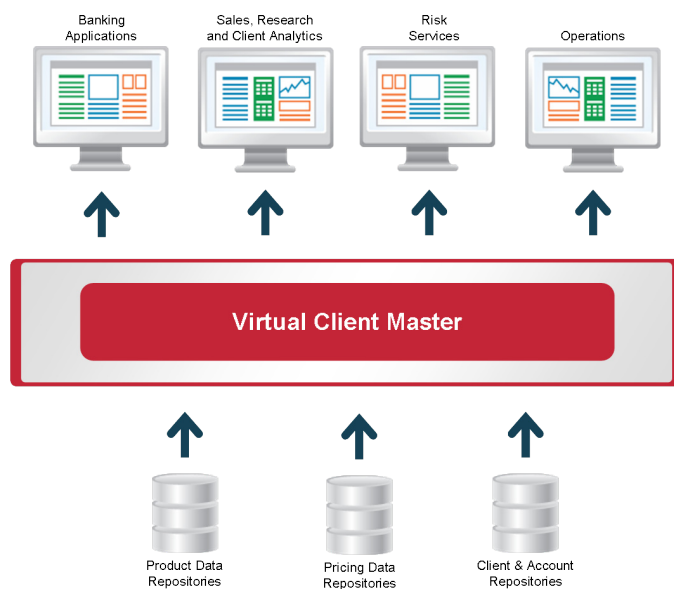 Banking
Applications
Sales, Research
and Client Analytics
Risk
Services
Operations
Virtual Client Master
Product Data
Repositories
Pricing Data
Repositories
Client & Account
Repositories